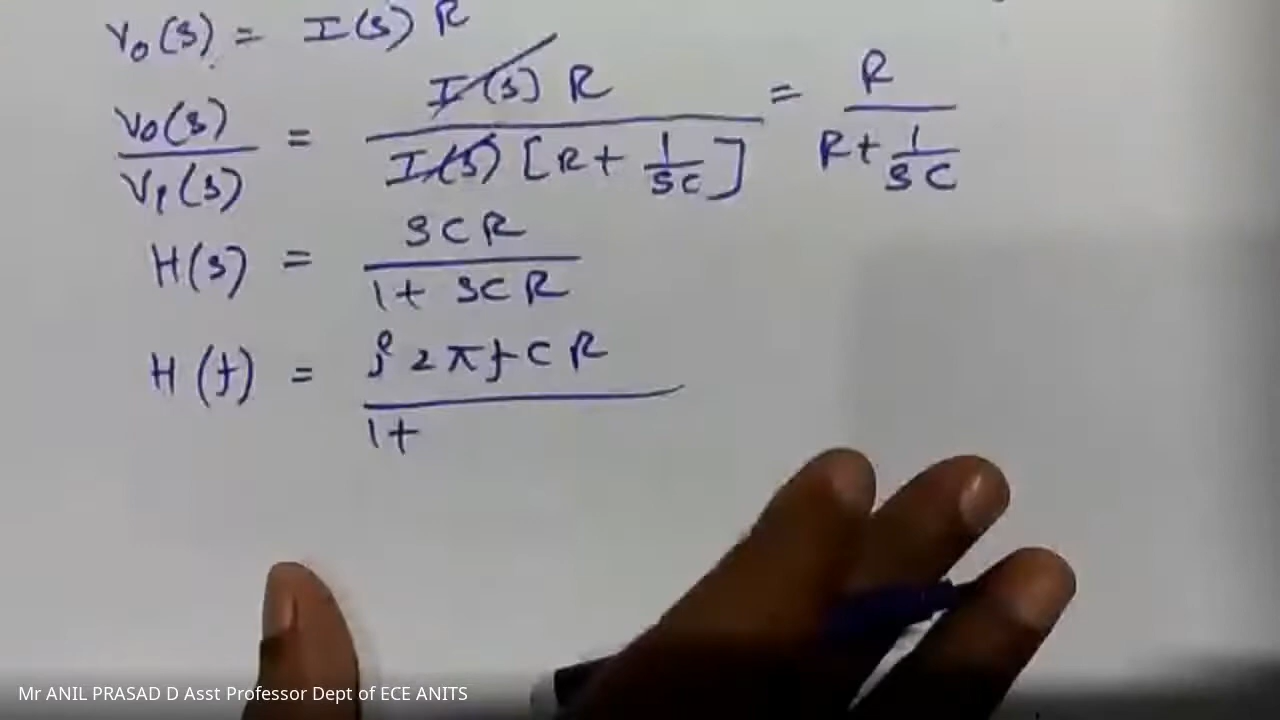 V₀(s) = I(s) R
V₀(s)/V₁(s) = I(s) R / I(s) [R + 1/sC] = R / R + 1/sC
H(s) = sCR / 1 + sCR
H(f) = j2πfCR / 1 +
Mr ANIL PRASAD D Asst Professor Dept of ECE ANITS